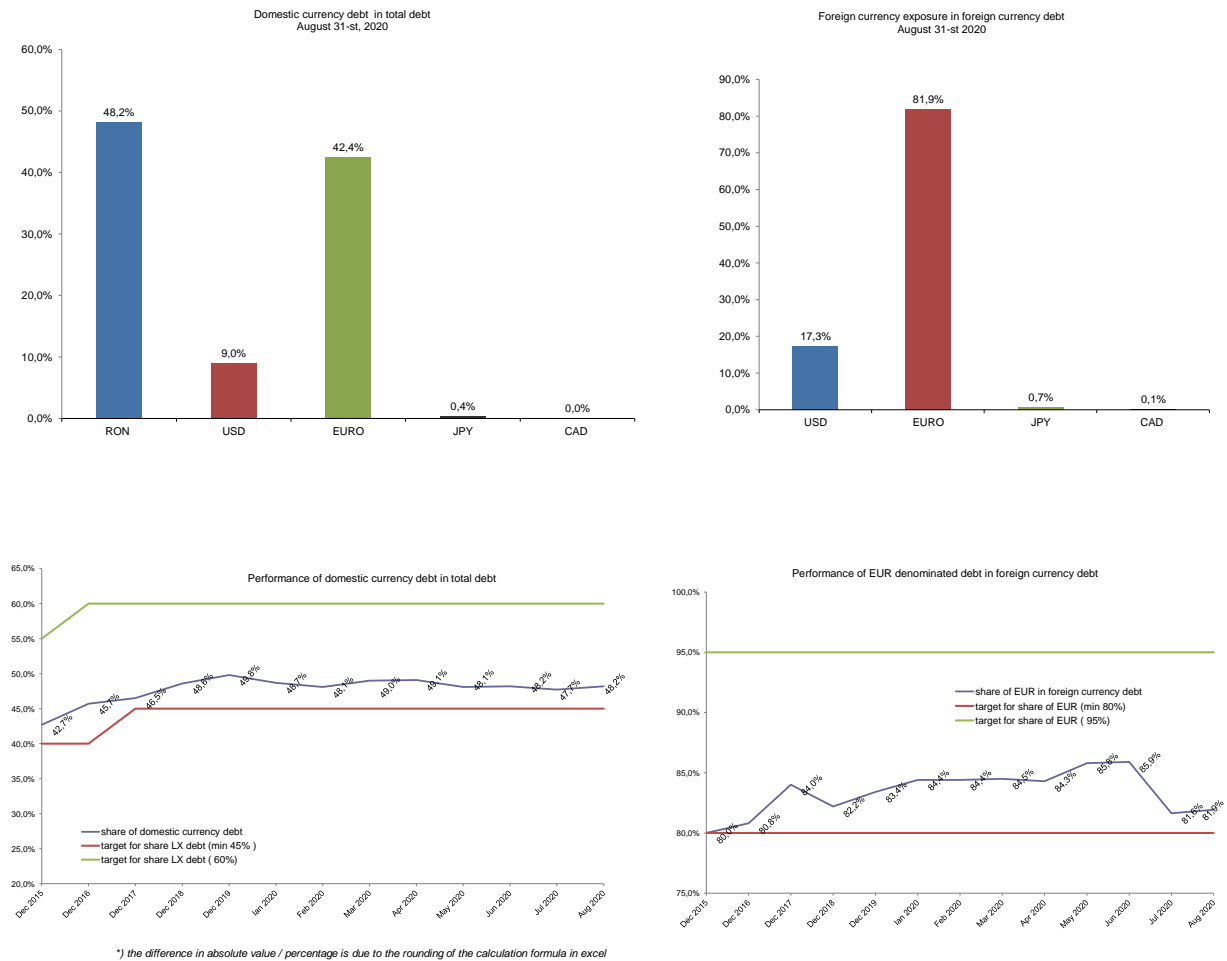 Domestic currency debt in total debt
August 31-st, 2020
60,0%
50,0%
40,0%
30,0%
20,0%
10,0%
0,0%
48,2%
9,0%
42,4%
0,4%
0,0%
RON
USD
EURO
JPY
CAD
Foreign currency exposure in foreign currency debt
August 31-st 2020
90,0%
80,0%
70,0%
60,0%
50,0%
40,0%
30,0%
20,0%
10,0%
0,0%
17,3%
81,9%
0,7%
0,1%
USD
EURO
JPY
CAD
Performance of domestic currency debt in total debt
65,0%
60,0%
55,0%
50,0%
45,0%
40,0%
35,0%
30,0%
25,0%
20,0%
42,7%
45,7%
46,5%
48,6%
49,8%
48,7%
48,1%
49,0%
49,1%
48,1%
48,2%
47,7%
48,2%
share of domestic currency debt
target for share LX debt (min 45% )
target for share LX debt ( 60%)
Dec 2015
Dec 2016
Dec 2017
Dec 2018
Dec 2019
Ian 2020
Feb 2020
Mar 2020
Apr 2020
May 2020
Jun 2020
Jul 2020
Aug 2020
*) the difference in absolute value / percentage is due to the rounding of the calculation formula in excel
Performance of EUR denominated debt in foreign currency debt
100,0%
95,0%
90,0%
85,0%
80,0%
75,0%
share of EUR in foreign currency debt
target for share of EUR (min 80%)
target for share of EUR ( 95%)
80,0%
80,8%
84,0%
82,2%
83,4%
84,4%
84,4%
84,5%
84,3%
85,8%
85,9%
81,6%
81,9%
Dec 2015
Dec 2016
Dec 2017
Dec 2018
Dec 2019
Jan 2020
Feb 2020
Mar 2020
Apr 2020
May 2020
Jun 2020
Jul 2020
Aug 2020